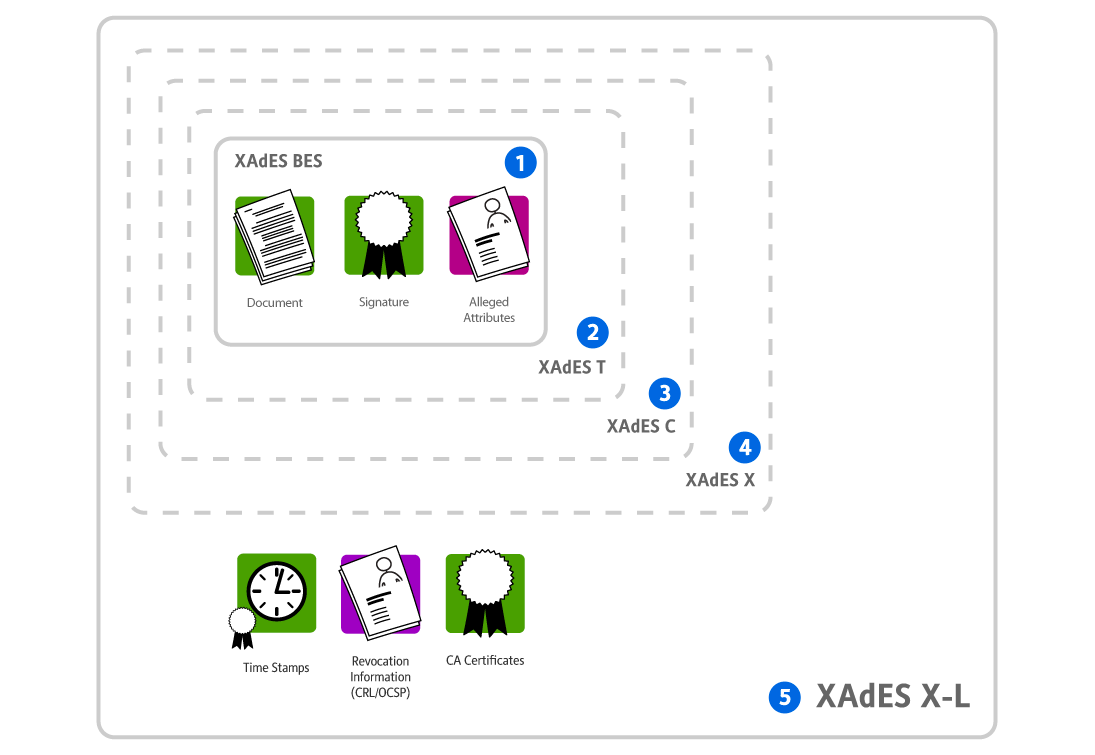 XAdES BES
1
Document
Signature
Alleged
Attributes
2
XAdES T
3
XAdES C
4
XAdES X
Time Stamps
Revocation
Information
(CRL/OCSP)
CA Certificates
5 XAdES X-L